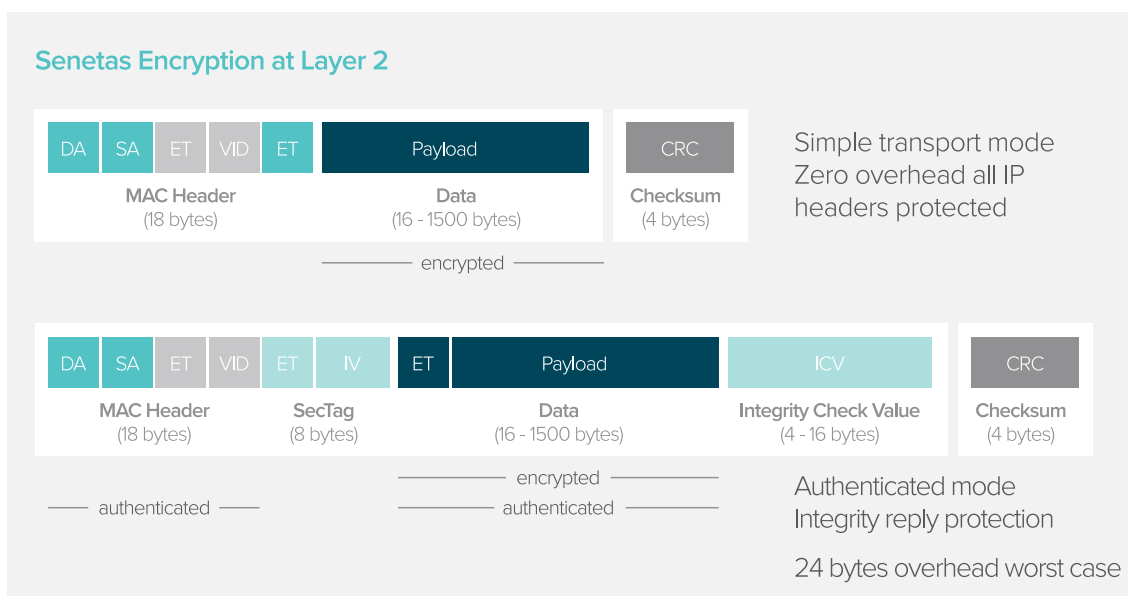 Senetas Encryption at Layer 2
DA SA ET VID ET Payload CRC
MAC Header Data Checksum
(18 bytes) (16 - 1500 bytes) (4 bytes)
encrypted
Simple transport mode
Zero overhead all IP
headers protected
DA SA ET VID ET IV ET Payload ICV CRC
MAC Header SecTag Data Integrity Check Value Checksum
(18 bytes) (8 bytes) (16 - 1500 bytes) (4 - 16 bytes) (4 bytes)
encrypted
authenticated authenticated
Authenticated mode
Integrity reply protection
24 bytes overhead worst case